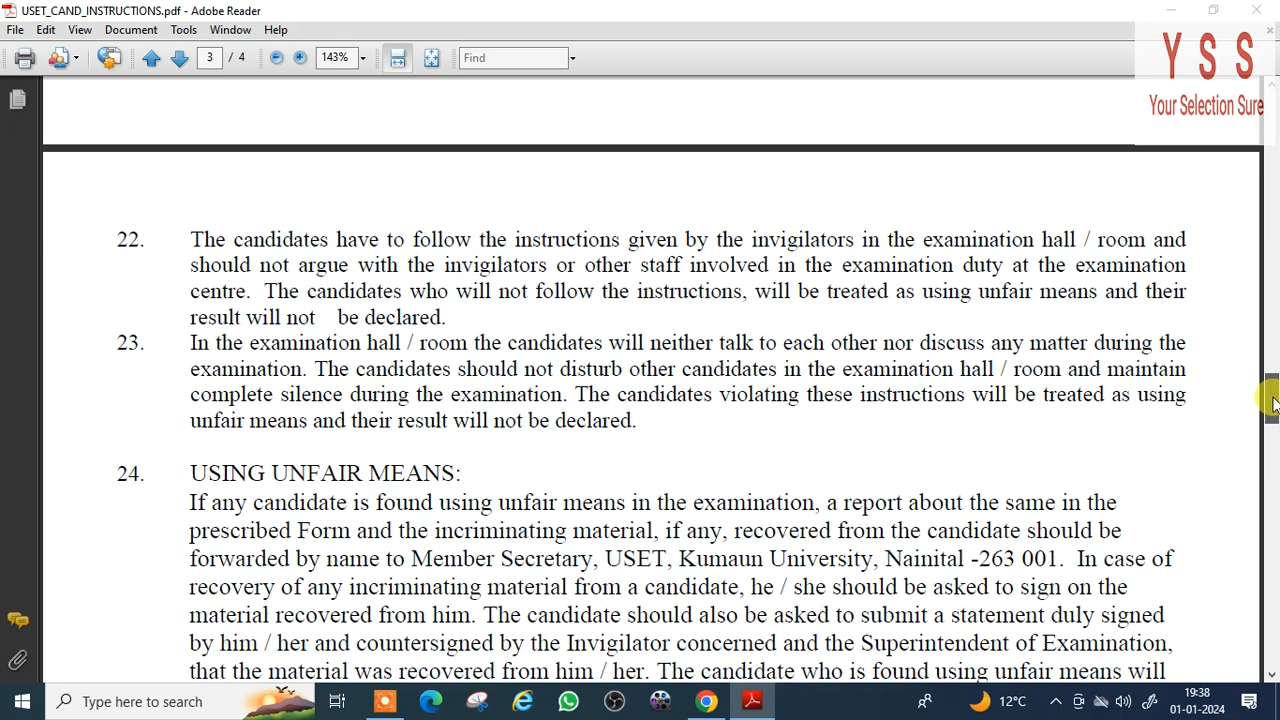 USET_CAND_INSTRUCTIONS.pdf - Adobe Reader
File Edit View Document Tools Window Help
3 / 4 143% Find
Y S S
Your Selection Sure
22. The candidates have to follow the instructions given by the invigilators in the examination hall / room and
should not argue with the invigilators or other staff involved in the examination duty at the examination
centre. The candidates who will not follow the instructions, will be treated as using unfair means and their
result will not be declared.
23. In the examination hall / room the candidates will neither talk to each other nor discuss any matter during the
examination. The candidates should not disturb other candidates in the examination hall / room and maintain
complete silence during the examination. The candidates violating these instructions will be treated as using
unfair means and their result will not be declared.
24. USING UNFAIR MEANS:
If any candidate is found using unfair means in the examination, a report about the same in the
prescribed Form and the incriminating material, if any, recovered from the candidate should be
forwarded by name to Member Secretary, USET, Kumaun University, Nainital -263 001. In case of
recovery of any incriminating material from a candidate, he / she should be asked to sign on the
material recovered from him. The candidate should also be asked to submit a statement duly signed
by him / her and countersigned by the Invigilator concerned and the Superintendent of Examination,
that the material was recovered from him / her. The candidate who is found using unfair means will
Type here to search
12°C
19:38
01-01-2024